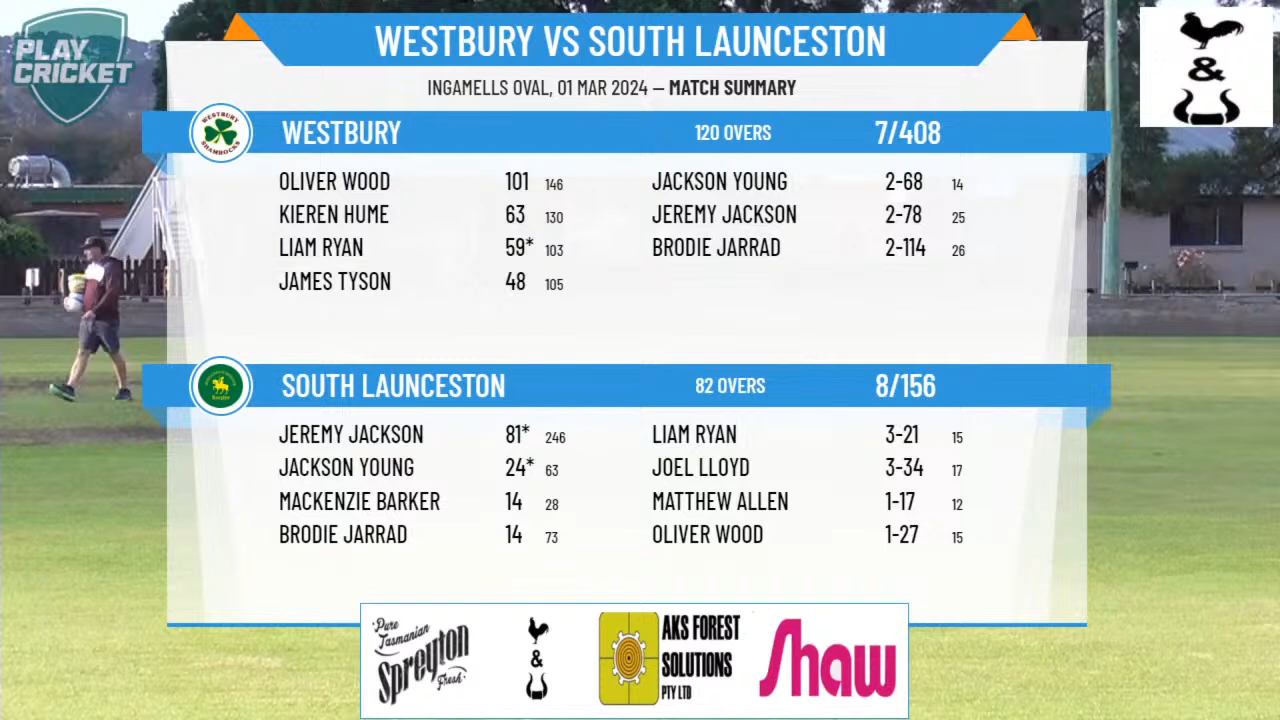 PLAY
CRICKET
WESTBURY VS SOUTH LAUNCESTON
&
INGAMELLS OVAL, 01 MAR 2024 – MATCH SUMMARY
WESTBURY
SHAMROCKS
WESTBURY 120 OVERS 7/408
OLIVER WOOD 101 146 JACKSON YOUNG 2-68 14
KIEREN HUME 63 130 JEREMY JACKSON 2-78 25
LIAM RYAN 59* 103 BRODIE JARRAD 2-114 26
JAMES TYSON 48 105
SOUTH LAUNCESTON 82 OVERS 8/156
JEREMY JACKSON 81* 246 LIAM RYAN 3-21 15
JACKSON YOUNG 24* 63 JOEL LLOYD 3-34 17
MACKENZIE BARKER 14 28 MATTHEW ALLEN 1-17 12
BRODIE JARRAD 14 73 OLIVER WOOD 1-27 15
Pure
Tasmanian
Spreyton
Fresh
&
AKS FOREST
SOLUTIONS
PTY LTD
Shaw